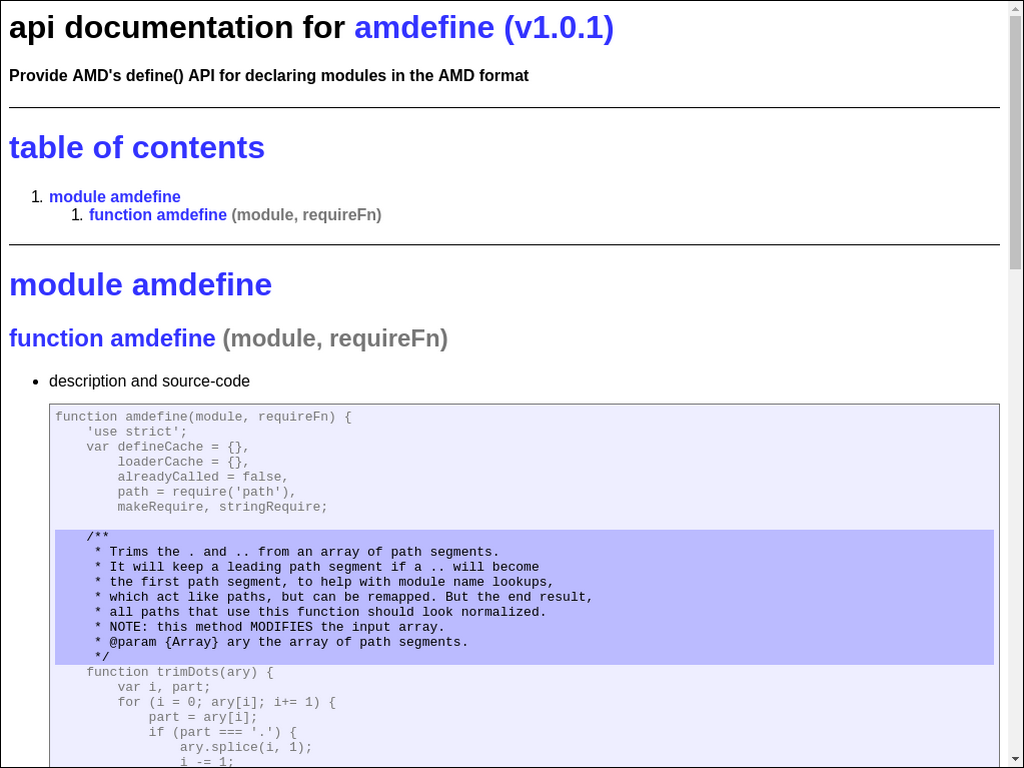 api documentation for amdefine (v1.0.1)
Provide AMD's define() API for declaring modules in the AMD format
table of contents
1. module amdefine
1. function amdefine (module, requireFn)
module amdefine
function amdefine (module, requireFn)
• description and source-code
function amdefine(module, requireFn) {
    'use strict';
    var defineCache = {},
        loaderCache = {},
        alreadyCalled = false,
        path = require('path'),
        makeRequire, stringRequire;
    /**
     * Trims the . and .. from an array of path segments.
     * It will keep a leading path segment if a .. will become
     * the first path segment, to help with module name lookups,
     * which act like paths, but can be remapped. But the end result,
     * all paths that use this function should look normalized.
     * NOTE: this method MODIFIES the input array.
     * @param {Array} ary the array of path segments.
     */
    function trimDots(ary) {
        var i, part;
        for (i = 0; ary[i]; i+= 1) {
            part = ary[i];
            if (part === '.') {
                ary.splice(i, 1);
                i -= 1;